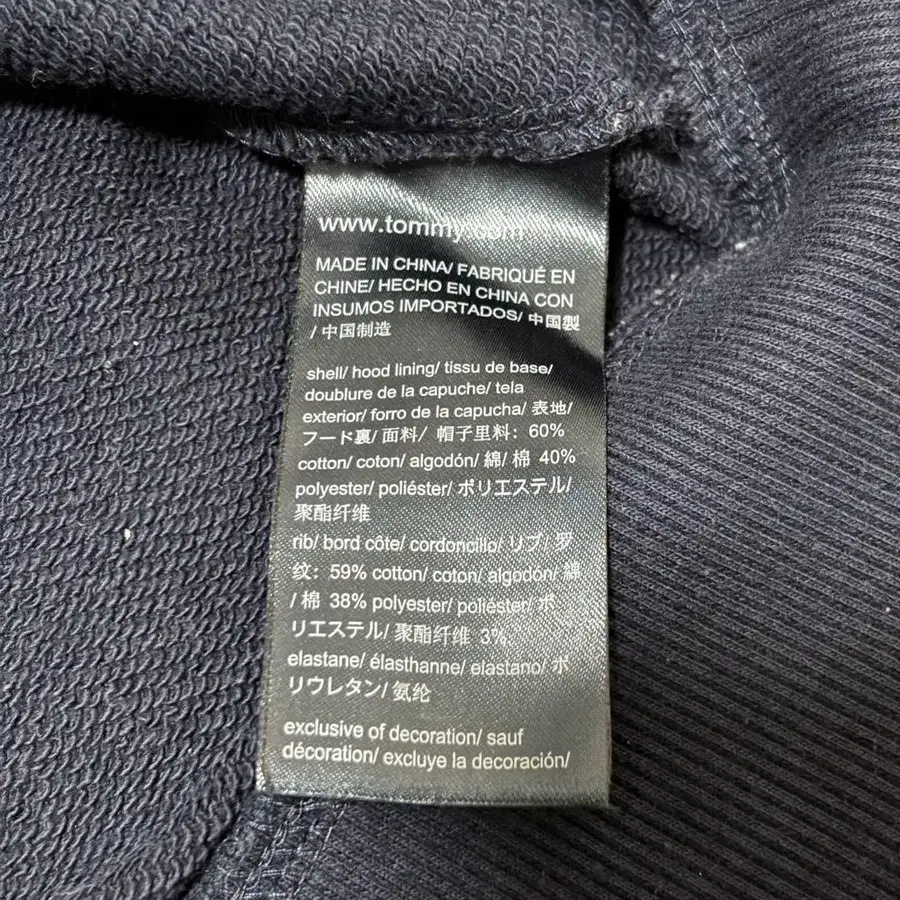 www.tommy.com
MADE IN CHINA/ FABRIQUÉ EN
CHINE/ HECHO EN CHINA CON
INSUMOS IMPORTADOS/ 中国製
/ 中国制造
shell/ hood lining/ tissu de base/
doublure de la capuche/ tela
exterior/ forro de la capucha/ 表地/
フード裏/ 面料/ 帽子里料: 60%
cotton/ coton/ algodón/ 綿/ 棉 40%
polyester/ poliéster/ ポリエステル/
聚酯纤维
rib/ bord côte/ cordoncillo/ リブ/ 罗
纹: 59% cotton/ coton/ algodón/ 綿
/ 棉 38% polyester/ poliéster/ ポ
リエステル/ 聚酯纤维 3%
elastane/ élasthanne/ elastano/ ポ
リウレタン/ 氨纶
exclusive of decoration/ sauf
décoration/ excluye la decoración/